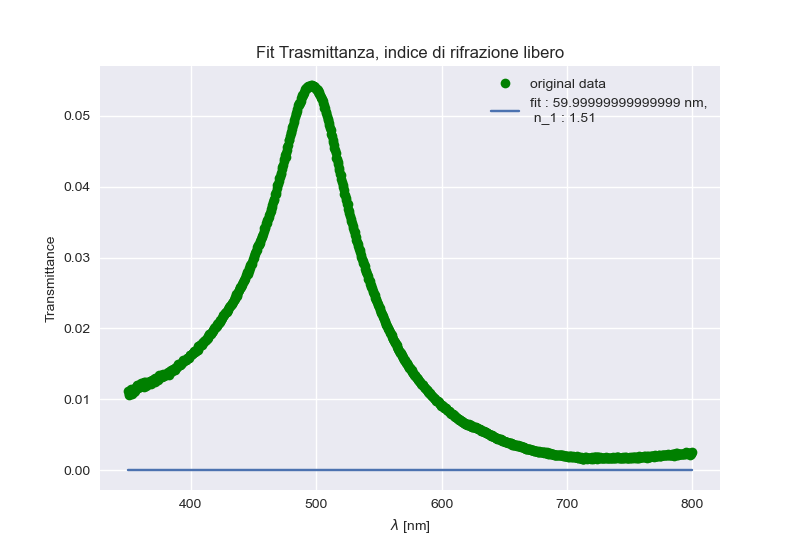 Fit Trasmittanza, indice di rifrazione libero
original data
fit : 59.99999999999999 nm,
n_1 : 1.51
Transmittance
0.05
0.04
0.03
0.02
0.01
0.00
400 500 600 700 800
λ [nm]